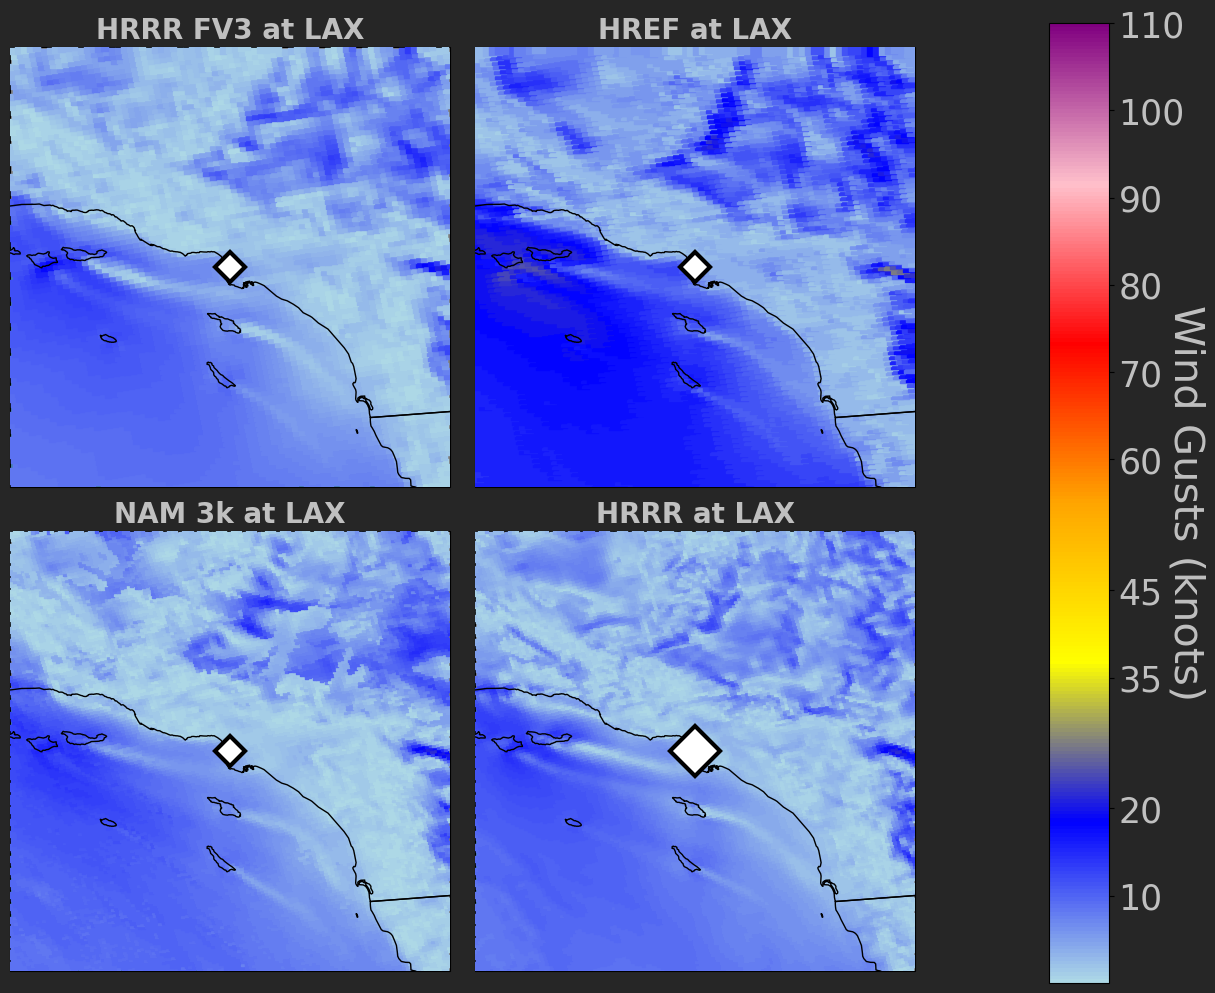 HRRR FV3 at LAX
HREF at LAX
NAM 3k at LAX
HRRR at LAX
110
100
90
80
70
60
45
35
20
10
Wind Gusts (knots)